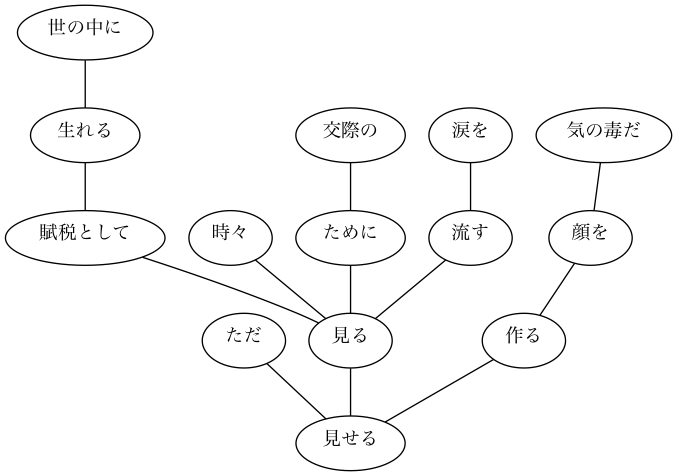 世の中に
生れる
交際の
涙を
気の毒だ
賦税として
時々
ために
流す
顔を
ただ
見る
作る
見せる